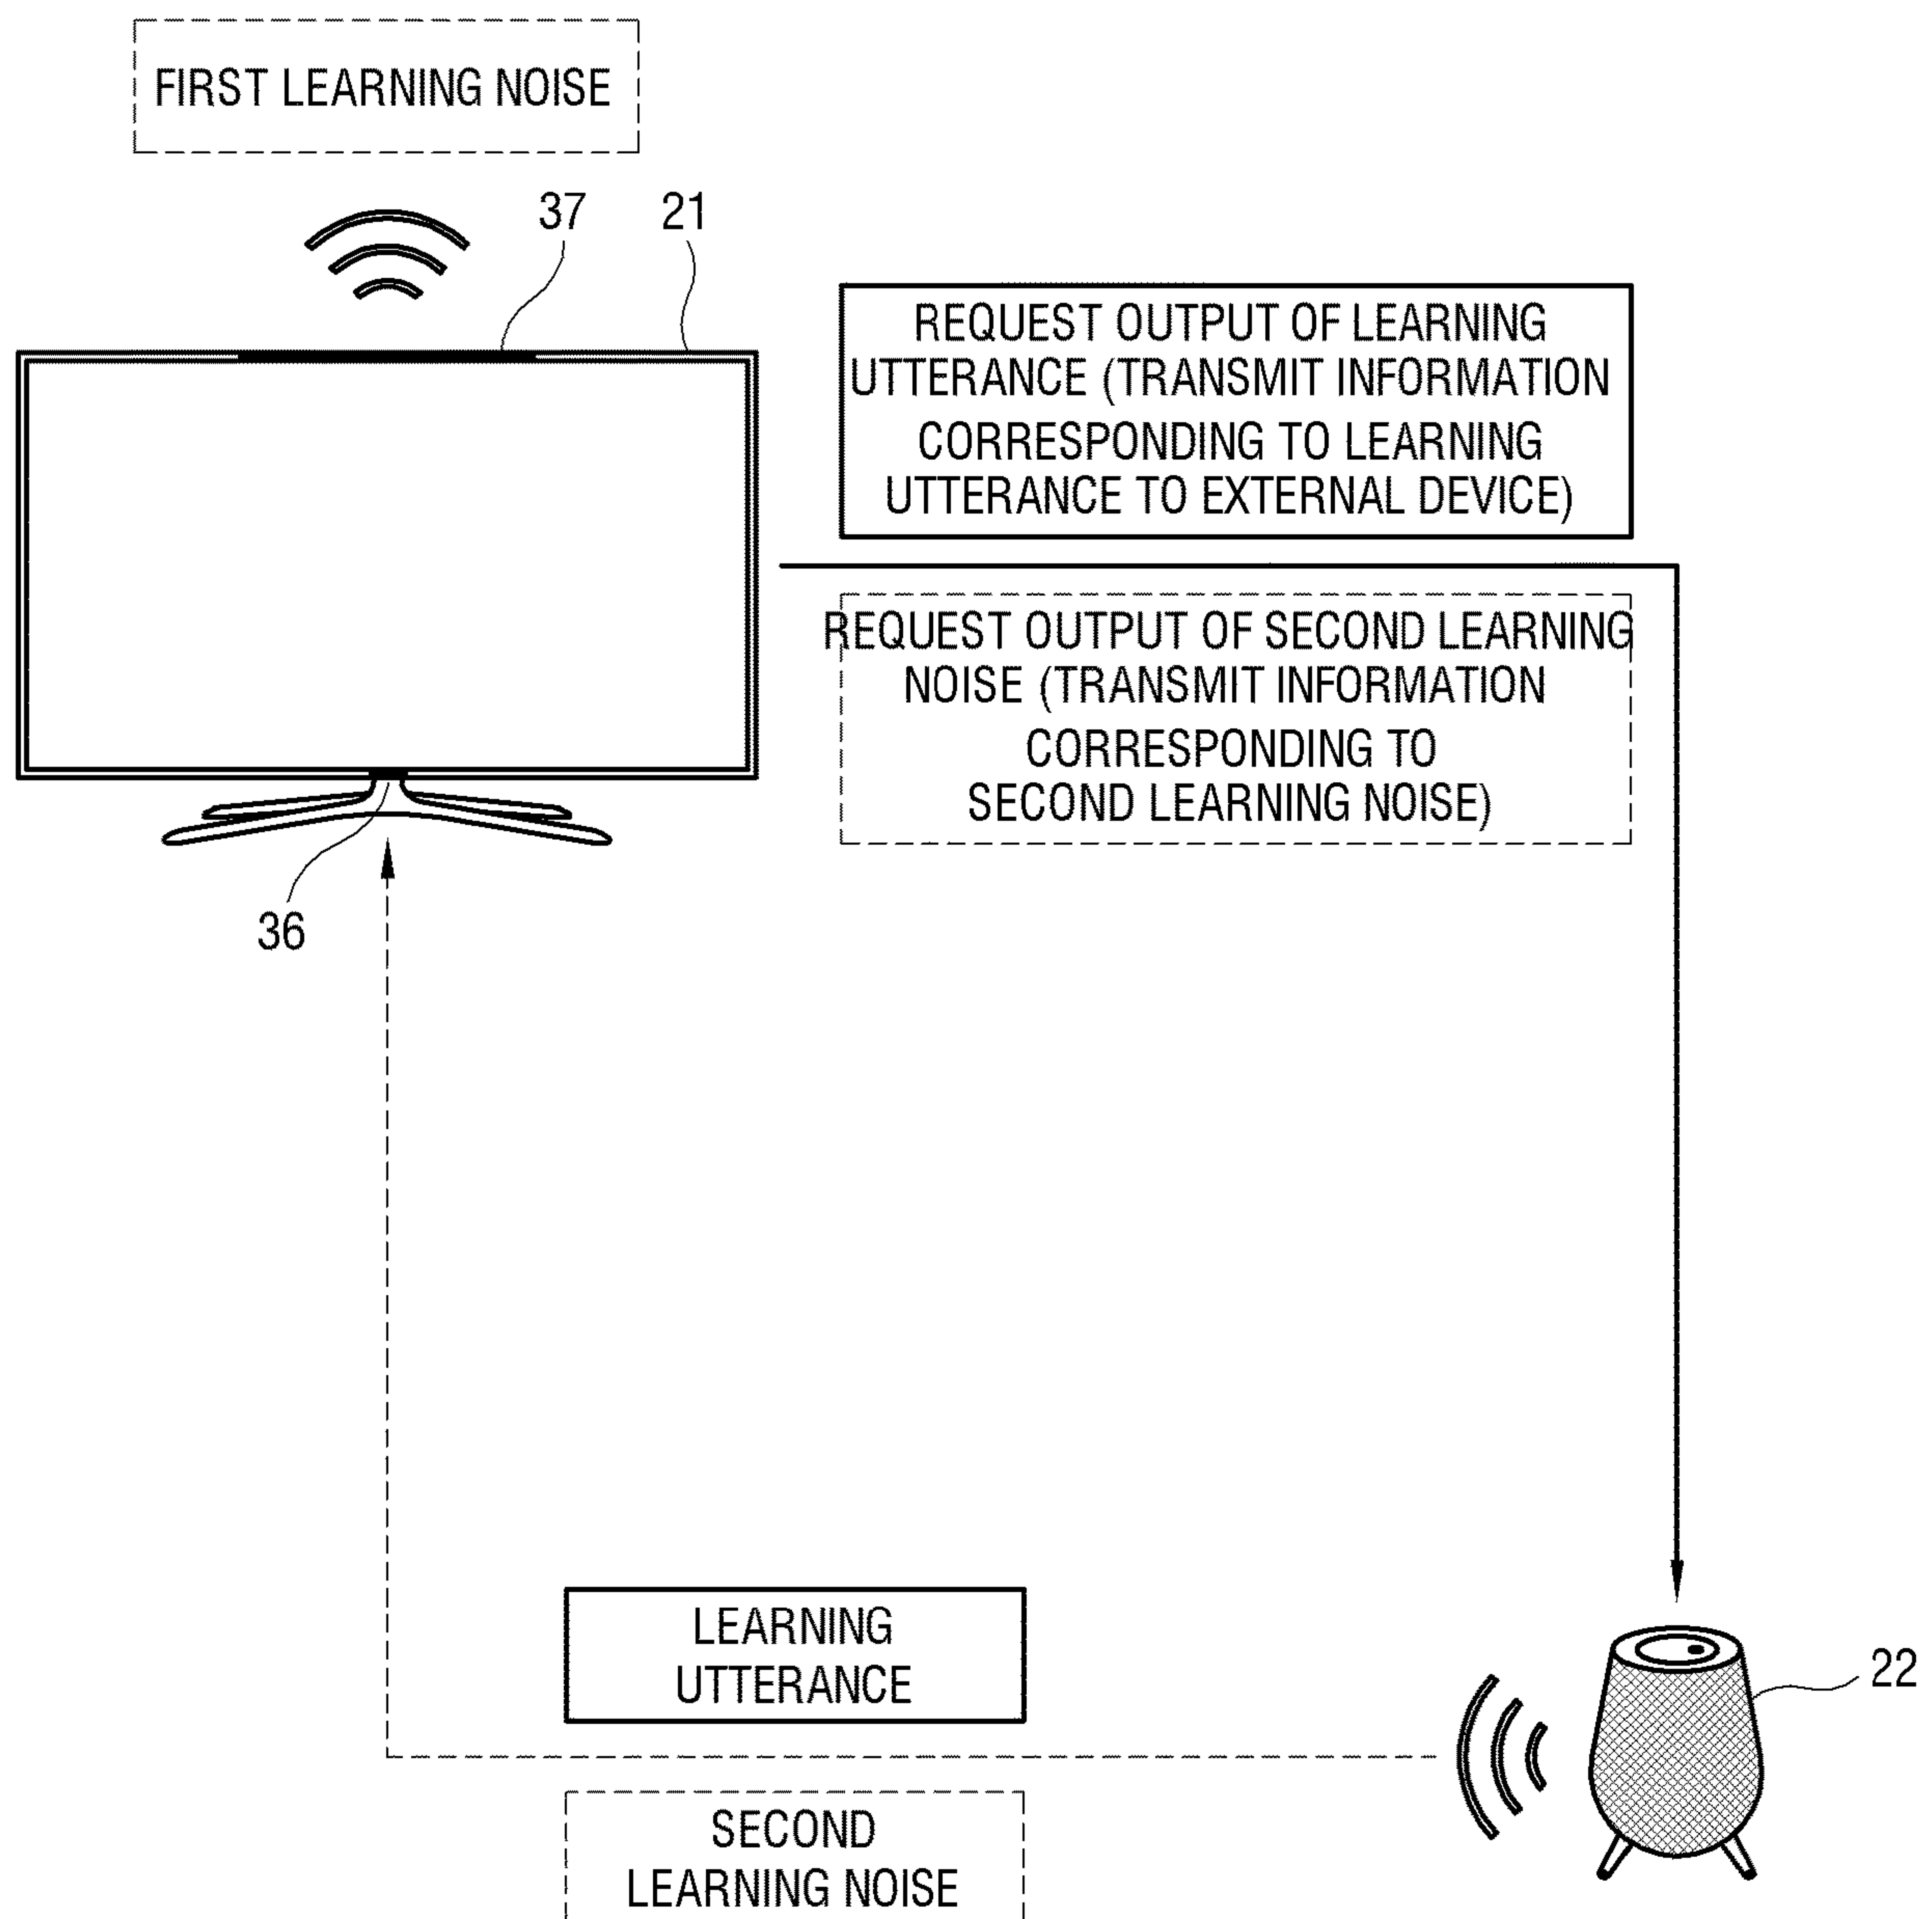 FIRST LEARNING NOISE
37
21
REQUEST OUTPUT OF LEARNING
UTTERANCE (TRANSMIT INFORMATION
CORRESPONDING TO LEARNING
UTTERANCE TO EXTERNAL DEVICE)
REQUEST OUTPUT OF SECOND LEARNING
NOISE (TRANSMIT INFORMATION
CORRESPONDING TO
SECOND LEARNING NOISE)
36
LEARNING
UTTERANCE
22
SECOND
LEARNING NOISE